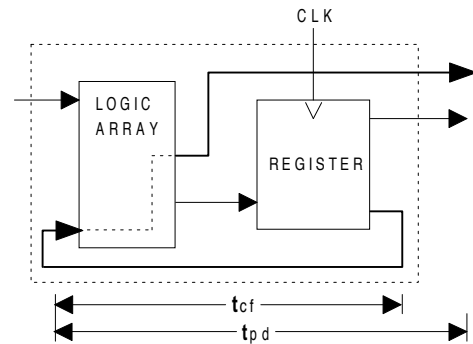 CLK
LOGIC
ARRAY
REGISTER
tcf
tpd